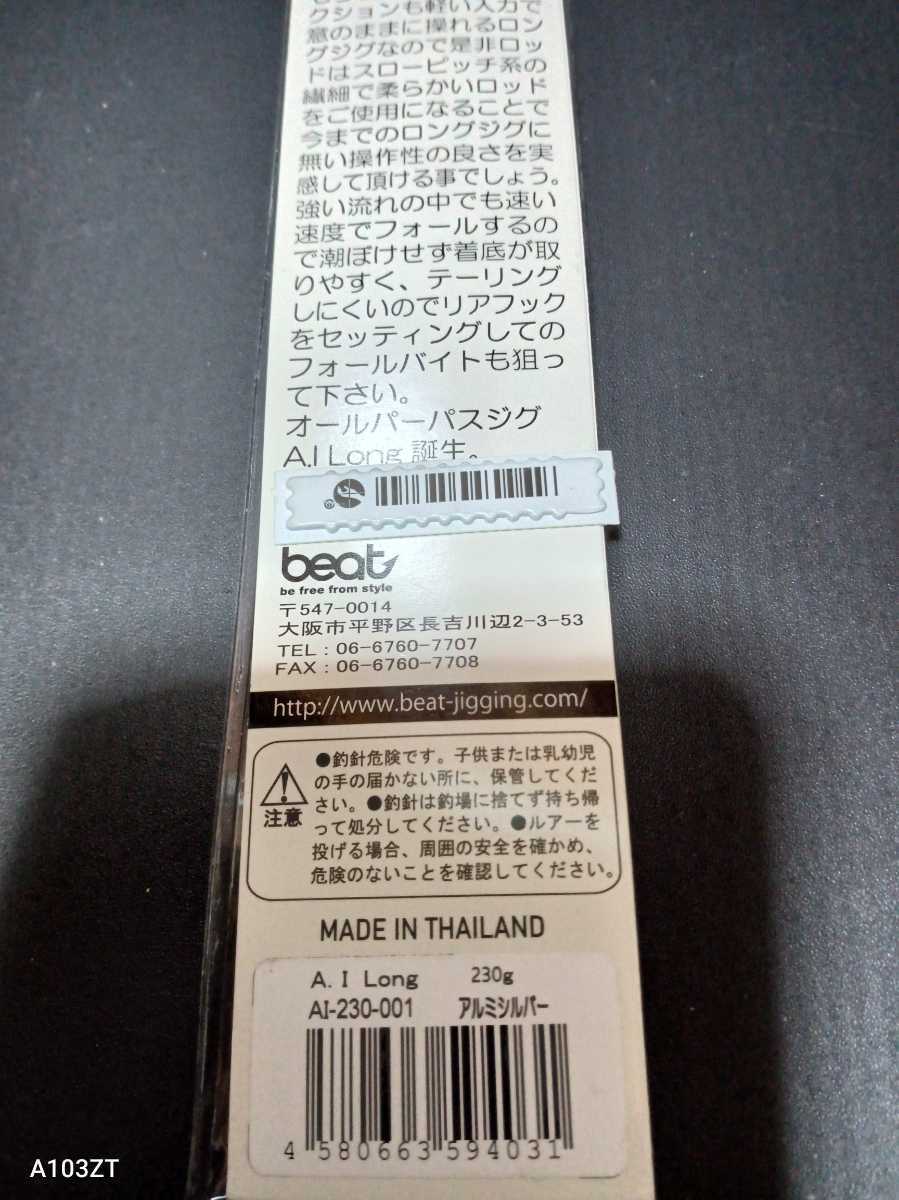 クションも軽い入力で
意のままに操れるロン
グジグなので是非ロッ
ドはスローピッチ系の
繊細で柔らかいロッド
をご使用になることで
今までのロングジグに
無い操作性の良さを実
感して頂ける事でしょう。
強い流れの中でも速い
速度でフォールするの
で潮ぼけせず着底が取
りやすく、テーリング
しにくいのでリアフック
をセッティングしての
フォールバイトも狙っ
て下さい。
オールパーパスジグ
A.I Long 誕生。
beat
be free from style
〒547-0014
大阪市平野区長吉川辺2-3-53
TEL : 06-6760-7707
FAX : 06-6760-7708
http://www.beat-jigging.com/
●釣針危険です。子供または乳幼児
の手の届かない所に、保管してくだ
さい。●釣針は釣場に捨てず持ち帰
って処分してください。●ルアーを
投げる場合、周囲の安全を確かめ、
危険のないことを確認してください。
注意
MADE IN THAILAND
A. I Long 230g
AI-230-001 アルミシルバー
4 580663 594031
A103ZT